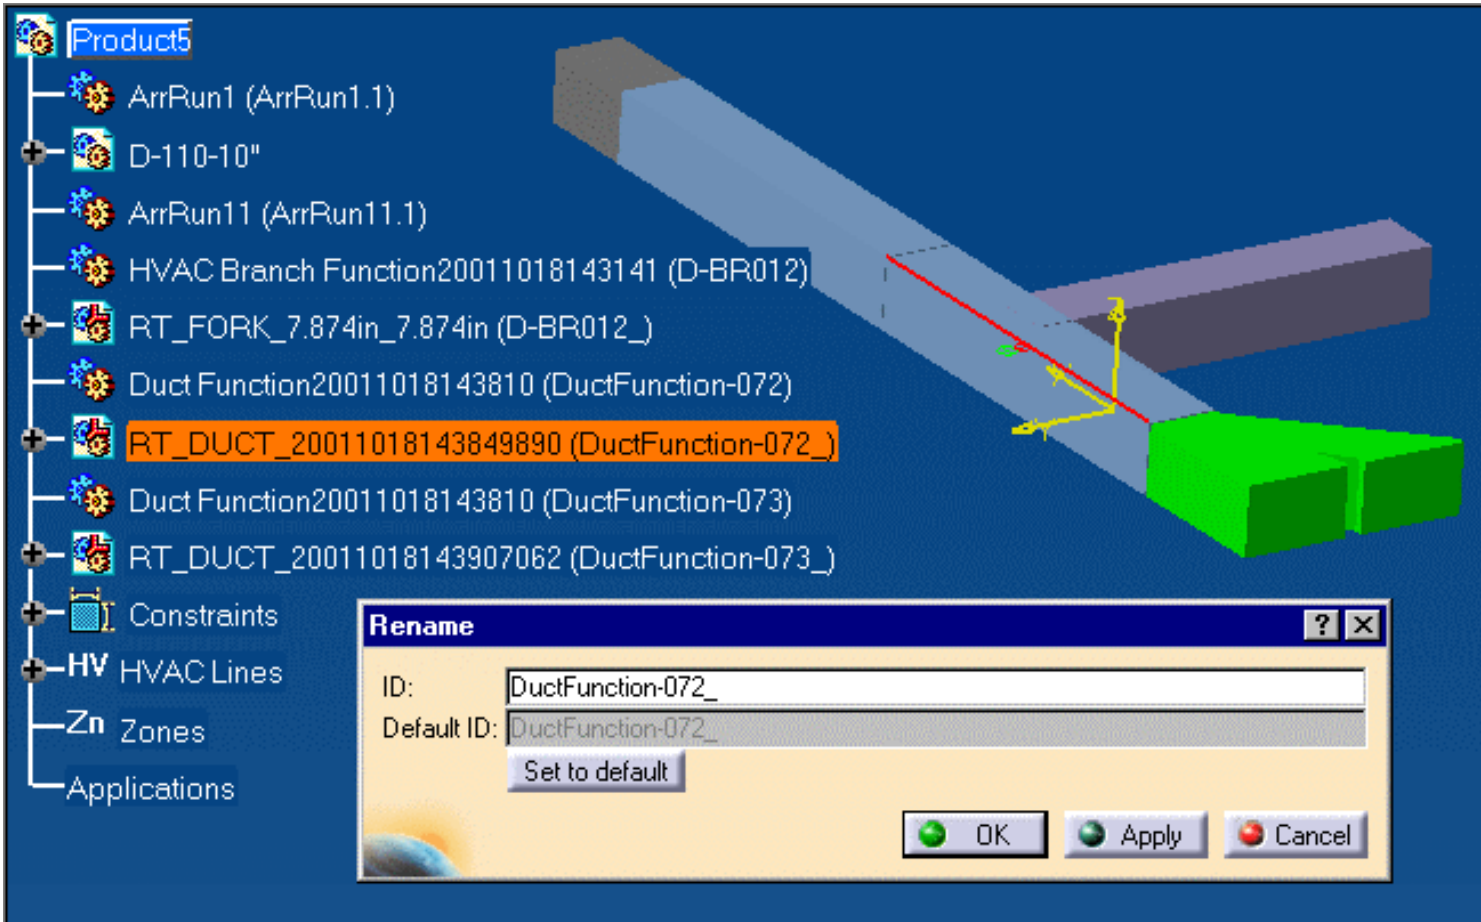 Product5
ArrRun1 (ArrRun1.1)
D-110-10"
ArrRun11 (ArrRun11.1)
HVAC Branch Function20011018143141 (D-BR012)
RT_FORK_7.874in_7.874in (D-BR012_)
Duct Function20011018143810 (DuctFunction-072)
RT_DUCT_20011018143849890 (DuctFunction-072_)
Duct Function20011018143810 (DuctFunction-073)
RT_DUCT_20011018143907062 (DuctFunction-073_)
Constraints
HV HVAC Lines
Zn Zones
Applications
Rename ?
ID: DuctFunction-072_
Default ID: DuctFunction-072_
Set to default
OK Apply Cancel